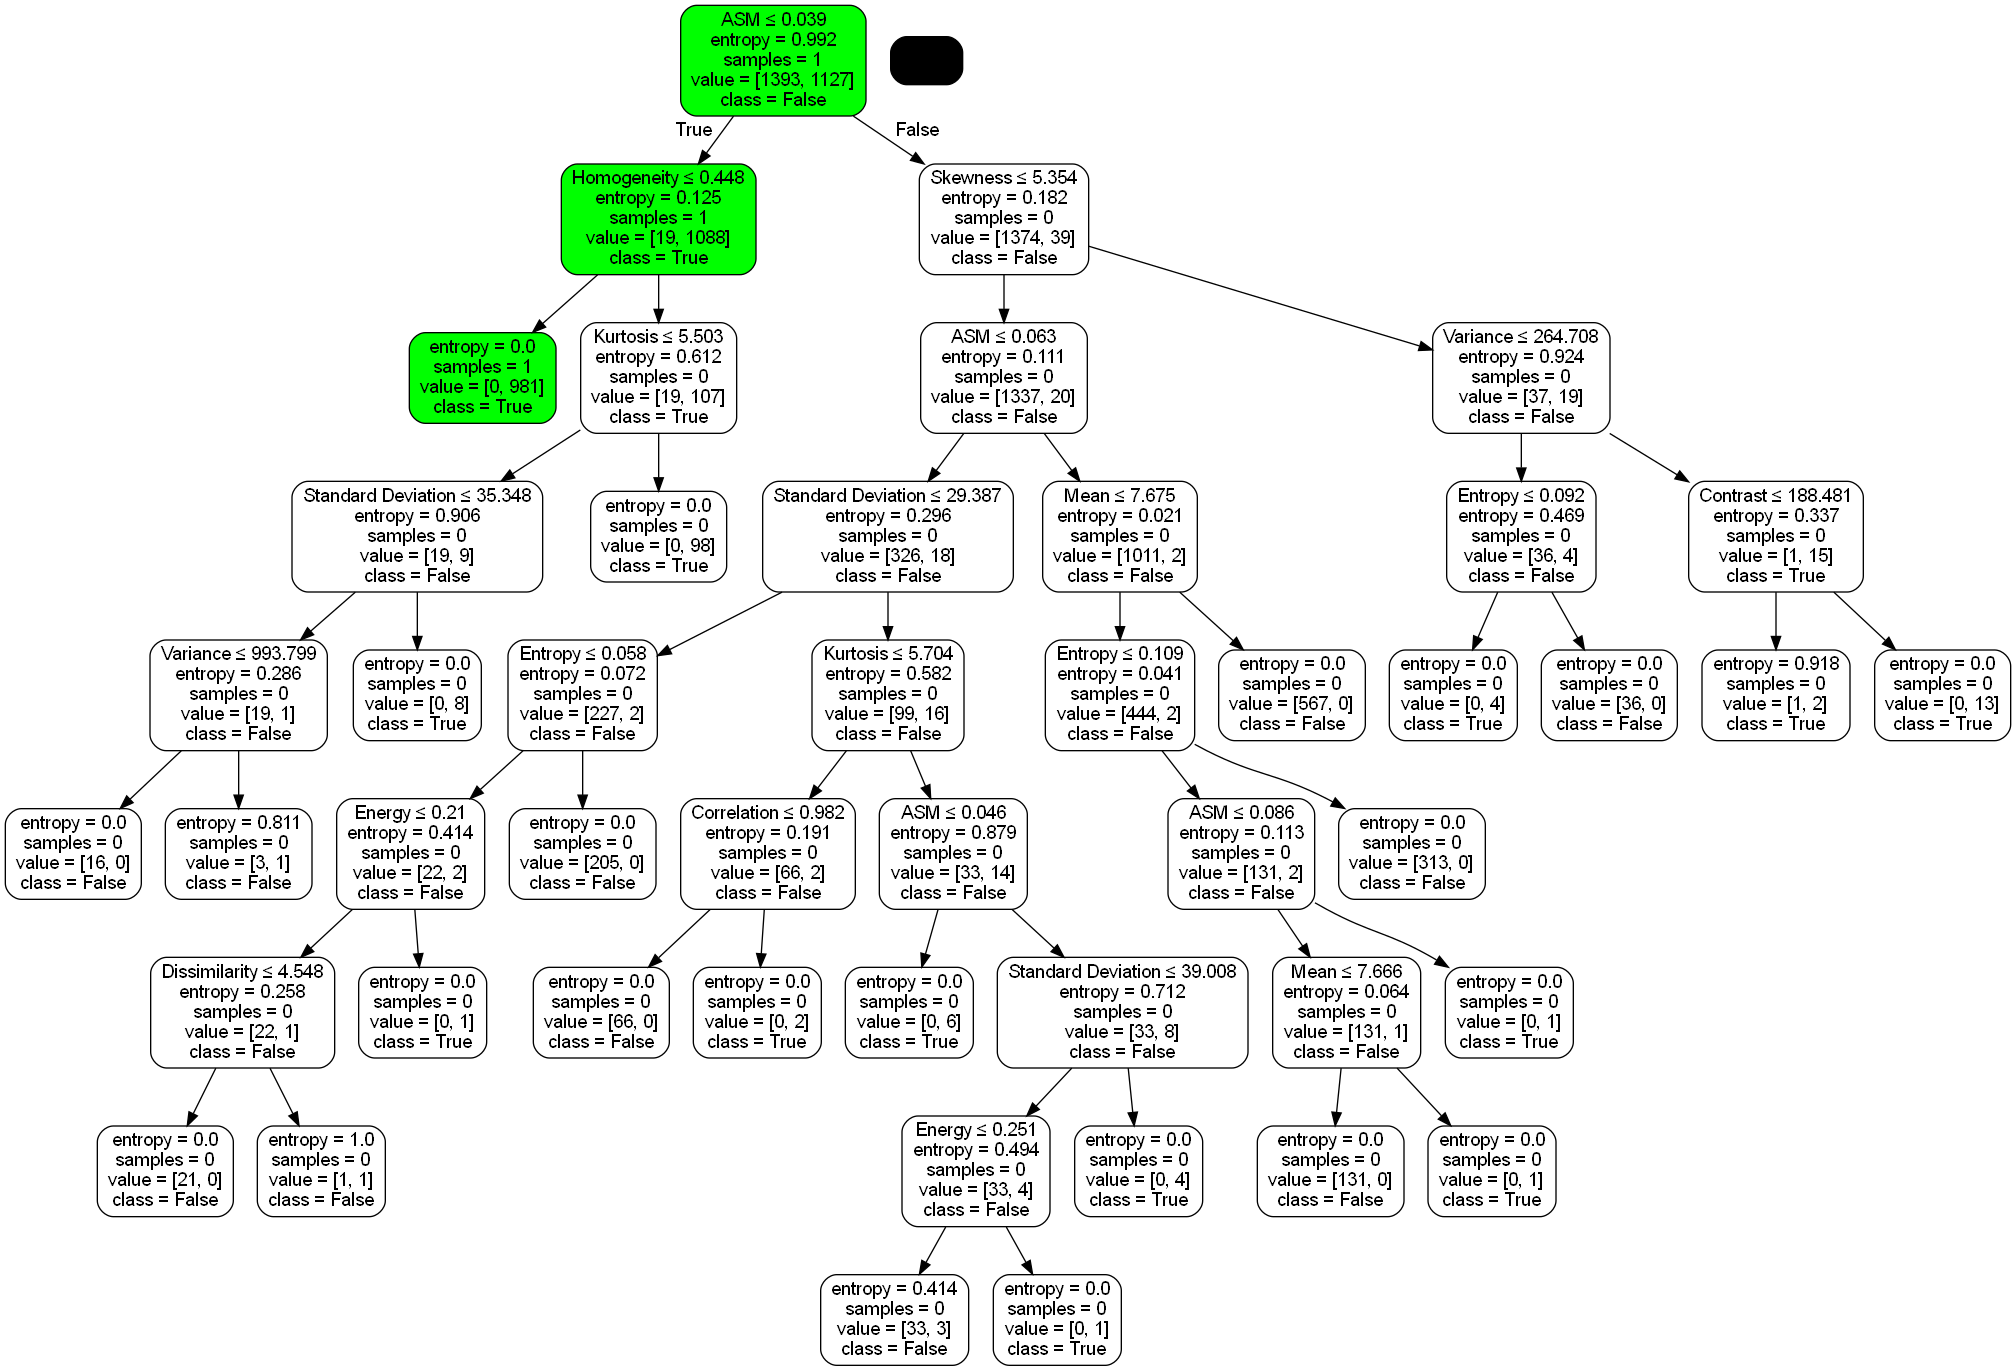 ASM ≤ 0.039
entropy = 0.992
samples = 1
value = [1393, 1127]
class = False
True
False
Homogeneity ≤ 0.448
entropy = 0.125
samples = 1
value = [19, 1088]
class = True
Skewness ≤ 5.354
entropy = 0.182
samples = 0
value = [1374, 39]
class = False
entropy = 0.0
samples = 1
value = [0, 981]
class = True
Kurtosis ≤ 5.503
entropy = 0.612
samples = 0
value = [19, 107]
class = True
ASM ≤ 0.063
entropy = 0.111
samples = 0
value = [1337, 20]
class = False
Variance ≤ 264.708
entropy = 0.924
samples = 0
value = [37, 19]
class = False
Standard Deviation ≤ 35.348
entropy = 0.906
samples = 0
value = [19, 9]
class = False
entropy = 0.0
samples = 0
value = [0, 98]
class = True
Standard Deviation ≤ 29.387
entropy = 0.296
samples = 0
value = [326, 18]
class = False
Mean ≤ 7.675
entropy = 0.021
samples = 0
value = [1011, 2]
class = False
Entropy ≤ 0.092
entropy = 0.469
samples = 0
value = [36, 4]
class = False
Contrast ≤ 188.481
entropy = 0.337
samples = 0
value = [1, 15]
class = True
Variance ≤ 993.799
entropy = 0.286
samples = 0
value = [19, 1]
class = False
entropy = 0.0
samples = 0
value = [0, 8]
class = True
Entropy ≤ 0.058
entropy = 0.072
samples = 0
value = [227, 2]
class = False
Kurtosis ≤ 5.704
entropy = 0.582
samples = 0
value = [99, 16]
class = False
Entropy ≤ 0.109
entropy = 0.041
samples = 0
value = [444, 2]
class = False
entropy = 0.0
samples = 0
value = [567, 0]
class = False
entropy = 0.0
samples = 0
value = [0, 4]
class = True
entropy = 0.0
samples = 0
value = [36, 0]
class = False
entropy = 0.918
samples = 0
value = [1, 2]
class = True
entropy = 0.0
samples = 0
value = [0, 13]
class = True
entropy = 0.0
samples = 0
value = [16, 0]
class = False
entropy = 0.811
samples = 0
value = [3, 1]
class = False
Energy ≤ 0.21
entropy = 0.414
samples = 0
value = [22, 2]
class = False
entropy = 0.0
samples = 0
value = [205, 0]
class = False
Correlation ≤ 0.982
entropy = 0.191
samples = 0
value = [66, 2]
class = False
ASM ≤ 0.046
entropy = 0.879
samples = 0
value = [33, 14]
class = False
ASM ≤ 0.086
entropy = 0.113
samples = 0
value = [131, 2]
class = False
entropy = 0.0
samples = 0
value = [313, 0]
class = False
Dissimilarity ≤ 4.548
entropy = 0.258
samples = 0
value = [22, 1]
class = False
entropy = 0.0
samples = 0
value = [0, 1]
class = True
entropy = 0.0
samples = 0
value = [66, 0]
class = False
entropy = 0.0
samples = 0
value = [0, 2]
class = True
entropy = 0.0
samples = 0
value = [0, 6]
class = True
Standard Deviation ≤ 39.008
entropy = 0.712
samples = 0
value = [33, 8]
class = False
Mean ≤ 7.666
entropy = 0.064
samples = 0
value = [131, 1]
class = False
entropy = 0.0
samples = 0
value = [0, 1]
class = True
entropy = 0.0
samples = 0
value = [21, 0]
class = False
entropy = 1.0
samples = 0
value = [1, 1]
class = False
Energy ≤ 0.251
entropy = 0.494
samples = 0
value = [33, 4]
class = False
entropy = 0.0
samples = 0
value = [0, 4]
class = True
entropy = 0.0
samples = 0
value = [131, 0]
class = False
entropy = 0.0
samples = 0
value = [0, 1]
class = True
entropy = 0.414
samples = 0
value = [33, 3]
class = False
entropy = 0.0
samples = 0
value = [0, 1]
class = True